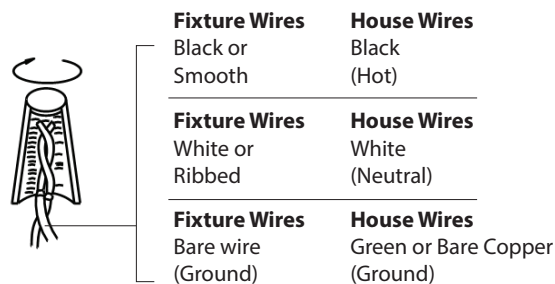 Fixture Wires House Wires
Black or Black
Smooth (Hot)
Fixture Wires House Wires
White or White
Ribbed (Neutral)
Fixture Wires House Wires
Bare wire Green or Bare Copper
(Ground) (Ground)